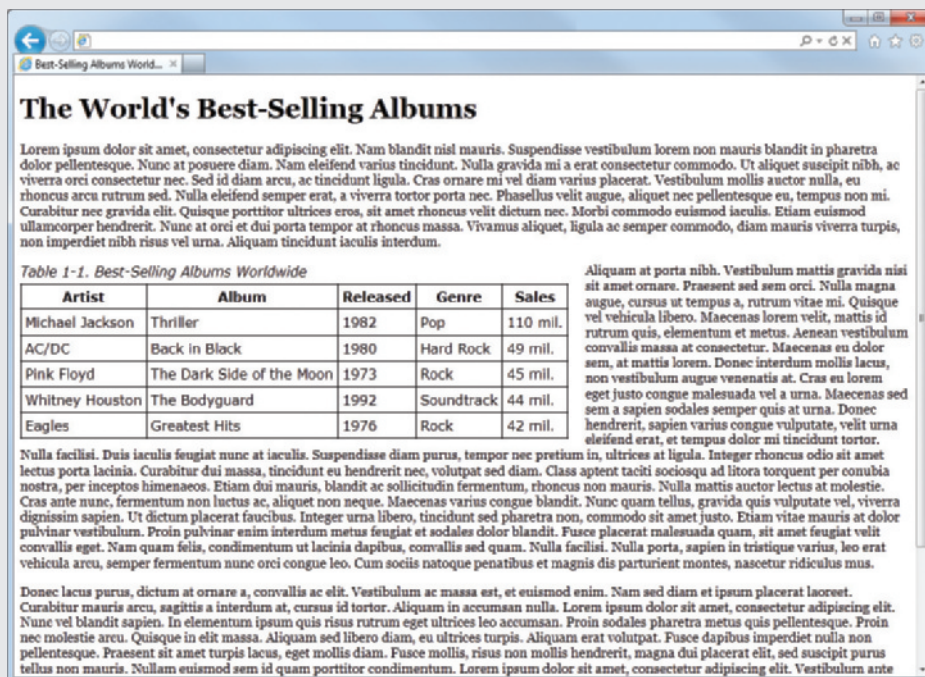 Best-Selling Albums World...
The World's Best-Selling Albums
Lorem ipsum dolor sit amet, consectetur adipiscing elit. Nam blandit nisl mauris. Suspendisse vestibulum lorem non mauris blandit in pharetra
dolor pellentesque. Nunc at posuere diam. Nam eleifend varius tincidunt. Nulla gravida mi a erat consectetur commodo. Ut aliquet suscipit nibh, ac
viverra orci consectetur nec. Sed id diam arcu, ac tincidunt ligula. Cras ornare mi vel diam varius placerat. Vestibulum mollis auctor nulla, eu
rhoncus arcu rutrum sed. Nulla eleifend semper erat, a viverra tortor porta nec. Phasellus velit augue, aliquet nec pellentesque eu, tempus non mi.
Curabitur nec gravida elit. Quisque porttitor ultrices eros, sit amet rhoncus velit dictum nec. Morbi commodo euismod iaculis. Etiam euismod
ullamcorper hendrerit. Nunc at orci et dui porta tempor at rhoncus massa. Vivamus aliquet, ligula ac semper commodo, diam mauris viverra turpis,
non imperdiet nibh risus vel urna. Aliquam tincidunt iaculis interdum.
Table 1-1. Best-Selling Albums Worldwide
Artist Album Released Genre Sales
Michael Jackson Thriller 1982 Pop 110 mil.
AC/DC Back in Black 1980 Hard Rock 49 mil.
Pink Floyd The Dark Side of the Moon 1973 Rock 45 mil.
Whitney Houston The Bodyguard 1992 Soundtrack 44 mil.
Eagles Greatest Hits 1976 Rock 42 mil.
Aliquam at porta nibh. Vestibulum mattis gravida nisi
sit amet ornare. Praesent sed sem orci. Nulla magna
augue, cursus ut tempus a, rutrum vitae mi. Quisque
vel vehicula libero. Maecenas lorem velit, mattis id
rutrum quis, elementum et metus. Aenean vestibulum
convallis massa at consectetur. Maecenas eu dolor
sem, at mattis lorem. Donec interdum mollis lacus,
non vestibulum augue venenatis at. Cras eu lorem
eget justo congue malesuada vel a urna. Maecenas sed
sem a sapien sodales semper quis at urna. Donec
hendrerit, sapien varius congue vulputate, velit urna
eleifend erat, et tempus dolor mi tincidunt tortor.
Nulla facilisi. Duis iaculis feugiat nunc at iaculis. Suspendisse diam purus, tempor nec pretium in, ultrices at ligula. Integer rhoncus odio sit amet
lectus porta lacinia. Curabitur dui massa, tincidunt eu hendrerit nec, volutpat sed diam. Class aptent taciti sociosqu ad litora torquent per conubia
nostra, per inceptos himenaeos. Etiam dui mauris, blandit ac sollicitudin fermentum, rhoncus non mauris. Nulla mattis auctor lectus at molestie.
Cras ante nunc, fermentum non luctus ac, aliquet non neque. Maecenas varius congue blandit. Nunc quam tellus, gravida quis vulputate vel, viverra
dignissim sapien. Ut dictum placerat faucibus. Integer urna libero, tincidunt sed pharetra non, commodo sit amet justo. Etiam vitae mauris at dolor
pulvinar vestibulum. Proin pulvinar enim interdum metus feugiat et sodales dolor blandit. Fusce placerat malesuada quam, sit amet feugiat velit
convallis eget. Nam quam felis, condimentum ut lacinia dapibus, convallis sed quam. Nulla facilisi. Nulla porta, sapien in tristique varius, leo erat
vehicula arcu, semper fermentum nunc orci congue leo. Cum sociis natoque penatibus et magnis dis parturient montes, nascetur ridiculus mus.
Donec lacus purus, dictum at ornare a, convallis ac elit. Vestibulum ac massa est, et euismod enim. Nam sed diam et ipsum placerat laoreet.
Curabitur mauris arcu, sagittis a interdum at, cursus id tortor. Aliquam in accumsan nulla. Lorem ipsum dolor sit amet, consectetur adipiscing elit.
Nunc vel blandit sapien. In elementum ipsum quis risus rutrum eget ultrices leo accumsan. Proin sodales pharetra metus quis pellentesque. Proin
nec molestie arcu. Quisque in elit massa. Aliquam sed libero diam, eu ultrices turpis. Aliquam erat volutpat. Fusce dapibus imperdiet nulla non
pellentesque. Praesent sit amet turpis lacus, eget mollis diam. Fusce mollis, risus non mollis hendrerit, magna dui placerat elit, sed suscipit purus
tellus non mauris. Nullam euismod sem id quam porttitor condimentum. Lorem ipsum dolor sit amet, consectetur adipiscing elit. Vestibulum ante